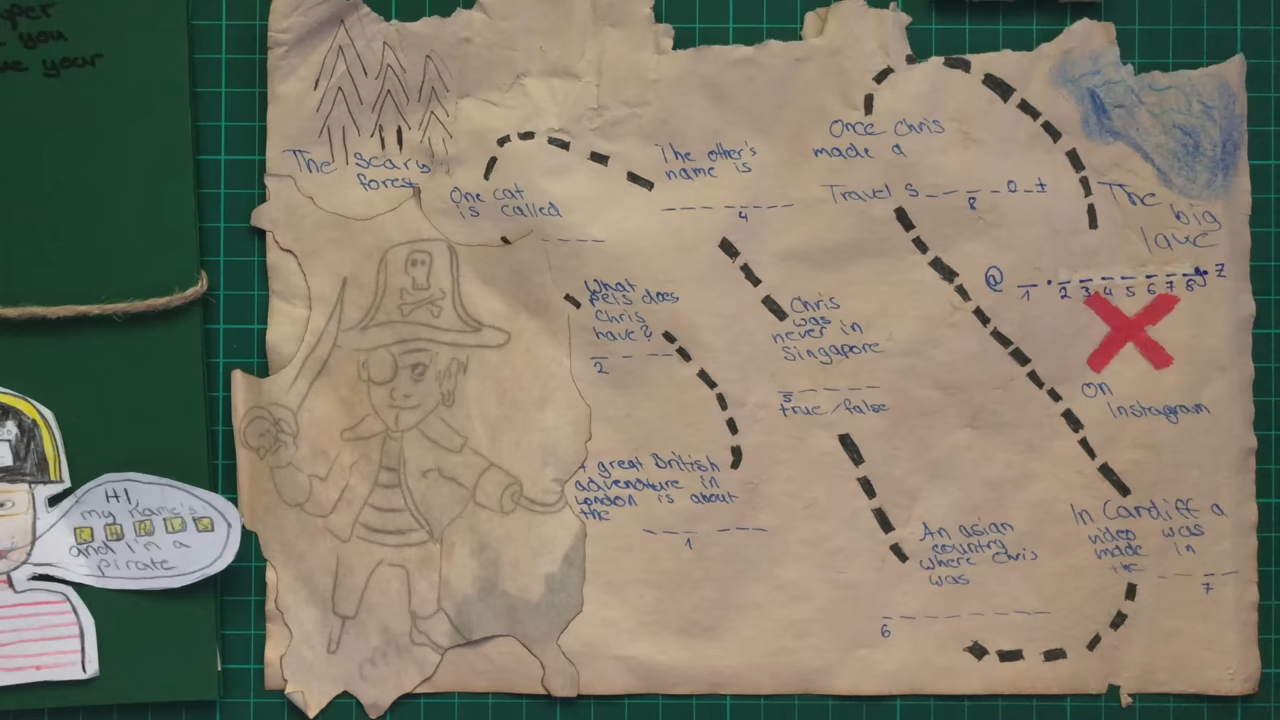 per
you
ue your
The scary
forest
One cat
is called
The other's
name is
4
Once Chris
made a
Travel s_ _ _ _ o_t
8
The
big
lake
@ _ . _ _ _ _ _ _ _ z
1 2 3 4 5 6 7 8
On
Instagram
What
Pets does
Chris
have?
2
Chris
was
never in
Singapore
5
true/false
great British
adventure in
London is about
the
1
An asian
country
where Chris
was
6
In Cardiff a
video was
made in
the
7
HI,
my name's
CHRIS
and I'm a
pirate